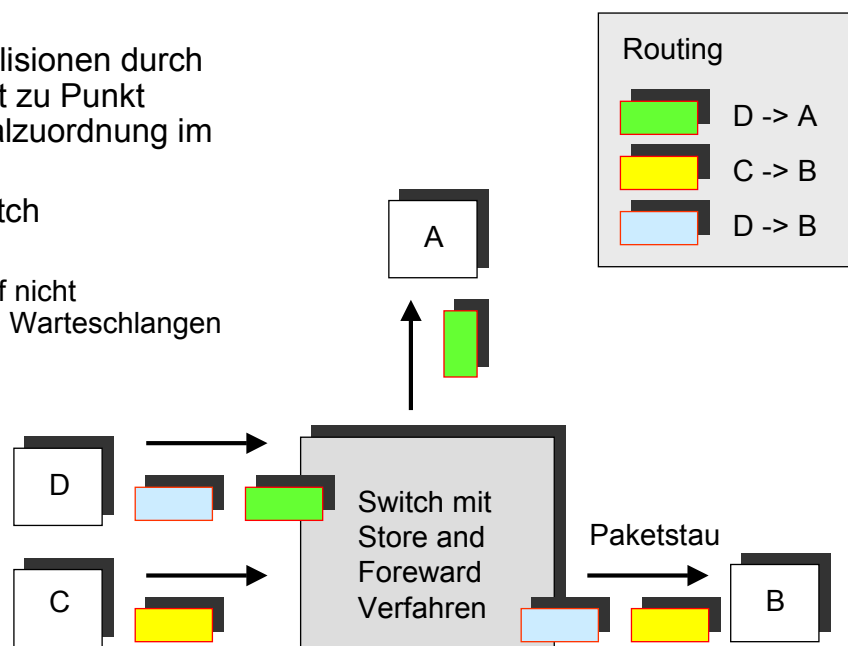 lisionen durch
t zu Punkt
alzuordnung im
tch
f nicht
Warteschlangen
Routing
D -> A
C -> B
D -> B
A
D
C
Switch mit
Store and
Foreward
Verfahren
Paketstau
B